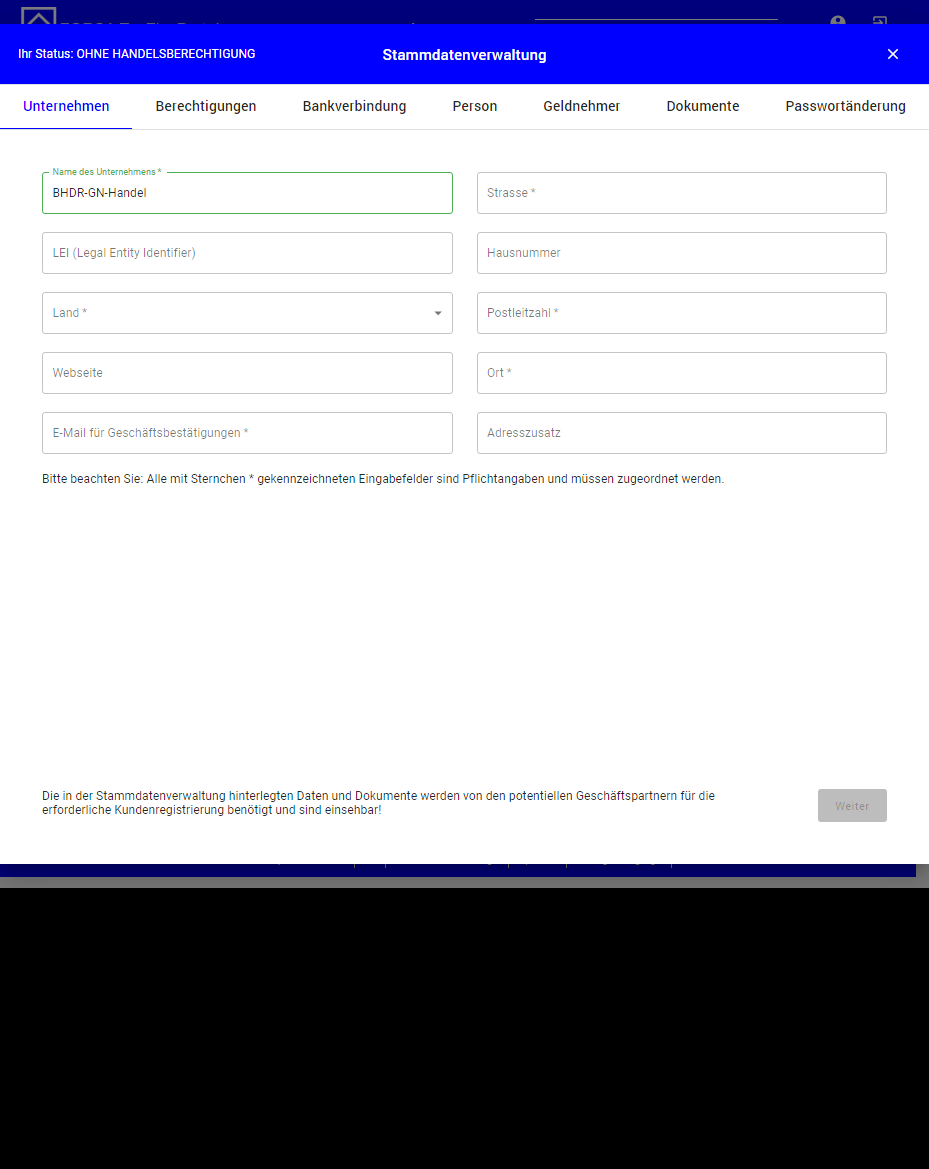 Ihr Status: OHNE HANDELSBERECHTIGUNG
Stammdatenverwaltung
Unternehmen
Berechtigungen
Bankverbindung
Person
Geldnehmer
Dokumente
Passwortänderung
Name des Unternehmens *
BHDR-GN-Handel
Strasse *
LEI (Legal Entity Identifier)
Hausnummer
Land *
Postleitzahl *
Webseite
Ort *
E-Mail für Geschäftsbestätigungen *
Adresszusatz
Bitte beachten Sie: Alle mit Sternchen * gekennzeichneten Eingabefelder sind Pflichtangaben und müssen zugeordnet werden.
Die in der Stammdatenverwaltung hinterlegten Daten und Dokumente werden von den potentiellen Geschäftspartnern für die
erforderliche Kundenregistrierung benötigt und sind einsehbar!
Weiter